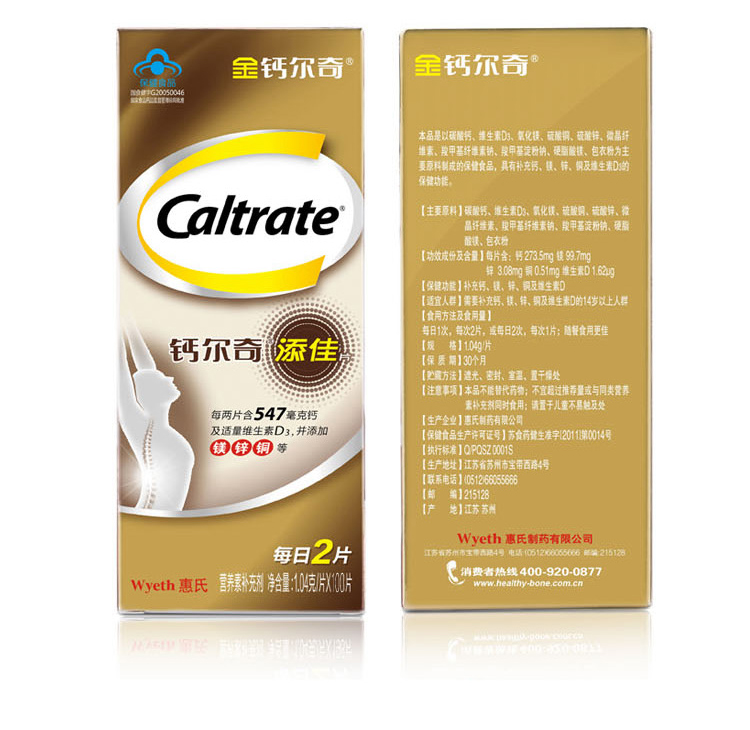 保健食品
国食健字G20050046
国家食品药品监督管理局批准
金钙尔奇®
Caltrate®
钙尔奇 添佳片
每两片含547毫克钙
及适量维生素D3,并添加
镁 锌 铜 等
每日2片
Wyeth 惠氏
营养素补充剂 净含量:1.04克/片X100片
金钙尔奇®
本品是以碳酸钙、维生素D3、氧化镁、硫酸铜、硫酸锌、微晶纤
维素、羧甲基纤维素钠、羧甲基淀粉钠、硬脂酸镁、包衣粉为主
要原料制成的保健食品,具有补充钙、镁、锌、铜及维生素D3的
保健功能。
【主要原料】碳酸钙、维生素D3、氧化镁、硫酸铜、硫酸锌、微
晶纤维素、羧甲基纤维素钠、羧甲基淀粉钠、硬脂
酸镁、包衣粉
【功效成份及含量】每片含:钙 273.5mg 镁 99.7mg
锌 3.08mg 铜 0.51mg 维生素D 1.62μg
【保健功能】补充钙、镁、锌、铜及维生素D
【适宜人群】需要补充钙、镁、锌、铜及维生素D的14岁以上人群
【食用方法及食用量】
每日1次,每次2片,或每日2次,每次1片;随餐食用更佳
【规 格】1.04g/片
【保 质 期】30个月
【贮藏方法】遮光、密封、室温、置干燥处
【注意事项】本品不能替代药物;不宜超过推荐量或与同类营养
素补充剂同时食用;请置于儿童不易触及处
【生产企业】惠氏制药有限公司
【保健食品生产许可证号】苏食药健生准字[2011]第0014号
【执行标准】Q/PQSZ 0001S
【生产地址】江苏省苏州市宝带西路4号
【联系电话】(0512)66055666
【邮 编】215128
【产 地】江苏 苏州
Wyeth 惠氏制药有限公司
江苏省苏州市宝带西路4号 电话:(0512)66055666 邮编:215128
消费者热线 400-920-0877
www.healthy-bone.com.cn